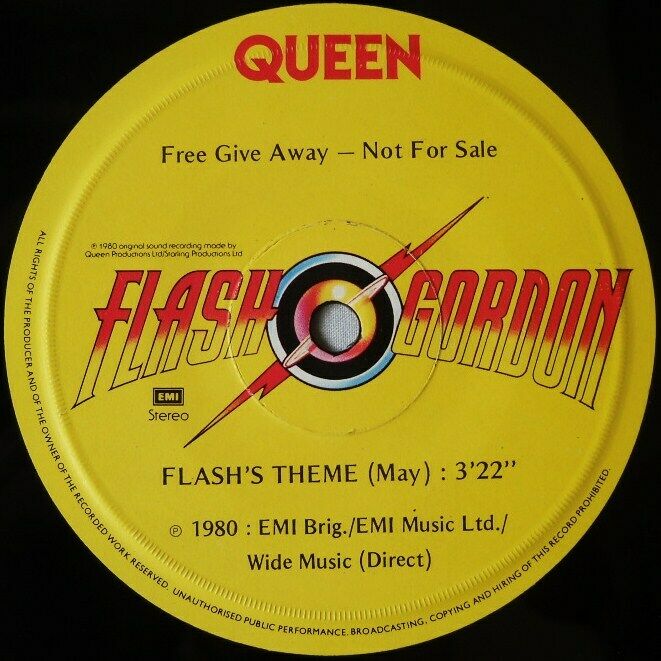 QUEEN
Free Give Away — Not For Sale
℗ 1980 original sound recording made by
Queen Productions Ltd/Starling Productions Ltd
FLASH GORDON
EMI
Stereo
FLASH'S THEME (May) : 3'22''
℗ 1980 : EMI Brig./EMI Music Ltd./
Wide Music (Direct)
ALL RIGHTS OF THE PRODUCER AND OF THE OWNER OF THE RECORDED WORK RESERVED. UNAUTHORISED PUBLIC PERFORMANCE. BROADCASTING, COPYING AND HIRING OF THIS RECORD PROHIBITED.